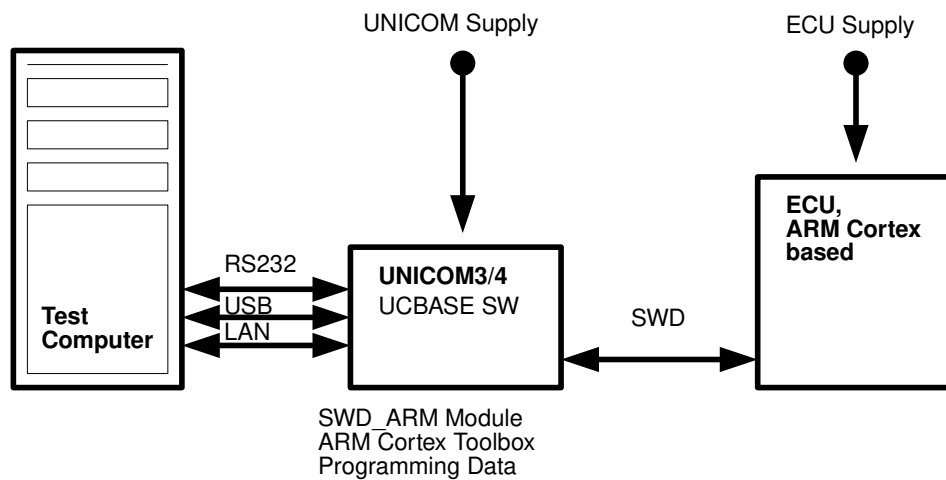 UNICOM Supply
ECU Supply
ECU,
ARM Cortex
based
RS232
USB
LAN
Test
Computer
UNICOM3/4
UCBASE SW
SWD
SWD_ARM Module
ARM Cortex Toolbox
Programming Data